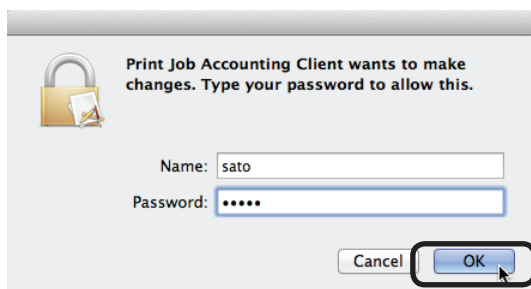 Print Job Accounting Client wants to make
changes. Type your password to allow this.
Name: sato
Password: •••••
Cancel OK